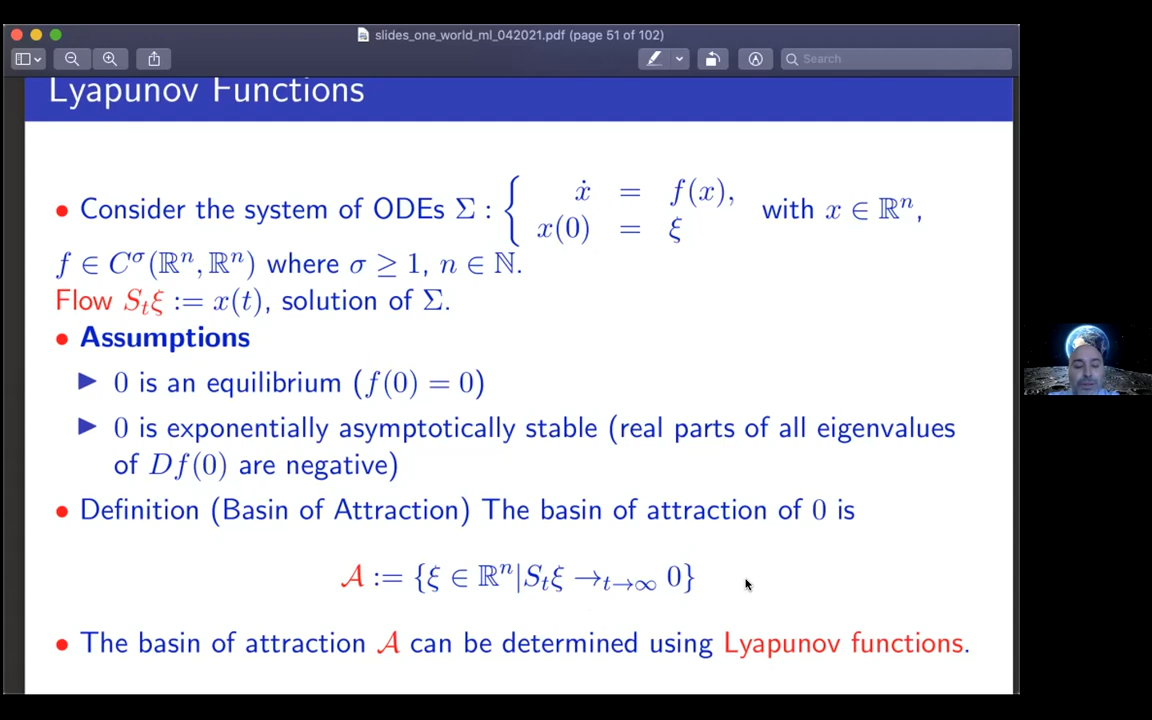 slides_one_world_ml_042021.pdf (page 51 of 102)
Search
Lyapunov Functions
• Consider the system of ODEs Σ : { ẋ = f(x), x(0) = ξ with x ∈ ℝⁿ,
f ∈ C^σ(ℝⁿ, ℝⁿ) where σ ≥ 1, n ∈ ℕ.
Flow S_tξ := x(t), solution of Σ.
• Assumptions
▶ 0 is an equilibrium (f(0) = 0)
▶ 0 is exponentially asymptotically stable (real parts of all eigenvalues
of Df(0) are negative)
• Definition (Basin of Attraction) The basin of attraction of 0 is
𝒜 := {ξ ∈ ℝⁿ|S_tξ →_{t→∞} 0}
• The basin of attraction 𝒜 can be determined using Lyapunov functions.